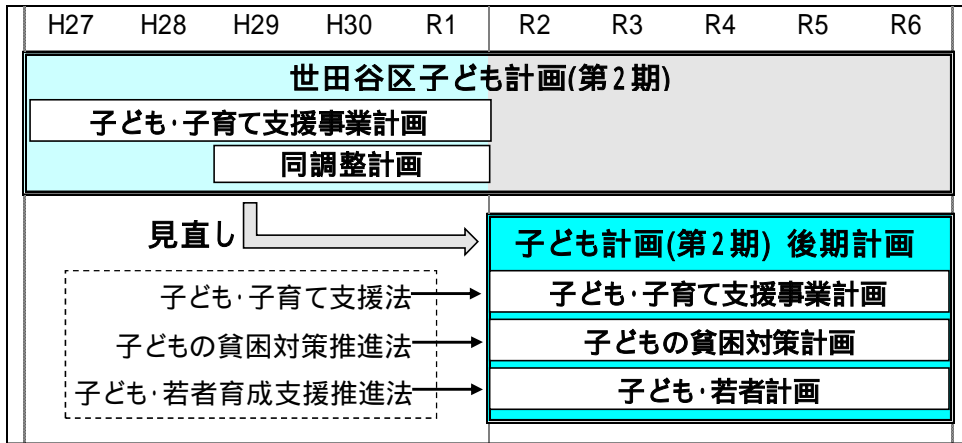 H27 H28 H29 H30 R1 R2 R3 R4 R5 R6
世田谷区子ども計画(第2期)
子ども・子育て支援事業計画
同調整計画
見直し
子ども計画(第2期) 後期計画
子ども・子育て支援法
子ども・子育て支援事業計画
子どもの貧困対策推進法
子どもの貧困対策計画
子ども・若者育成支援推進法
子ども・若者計画